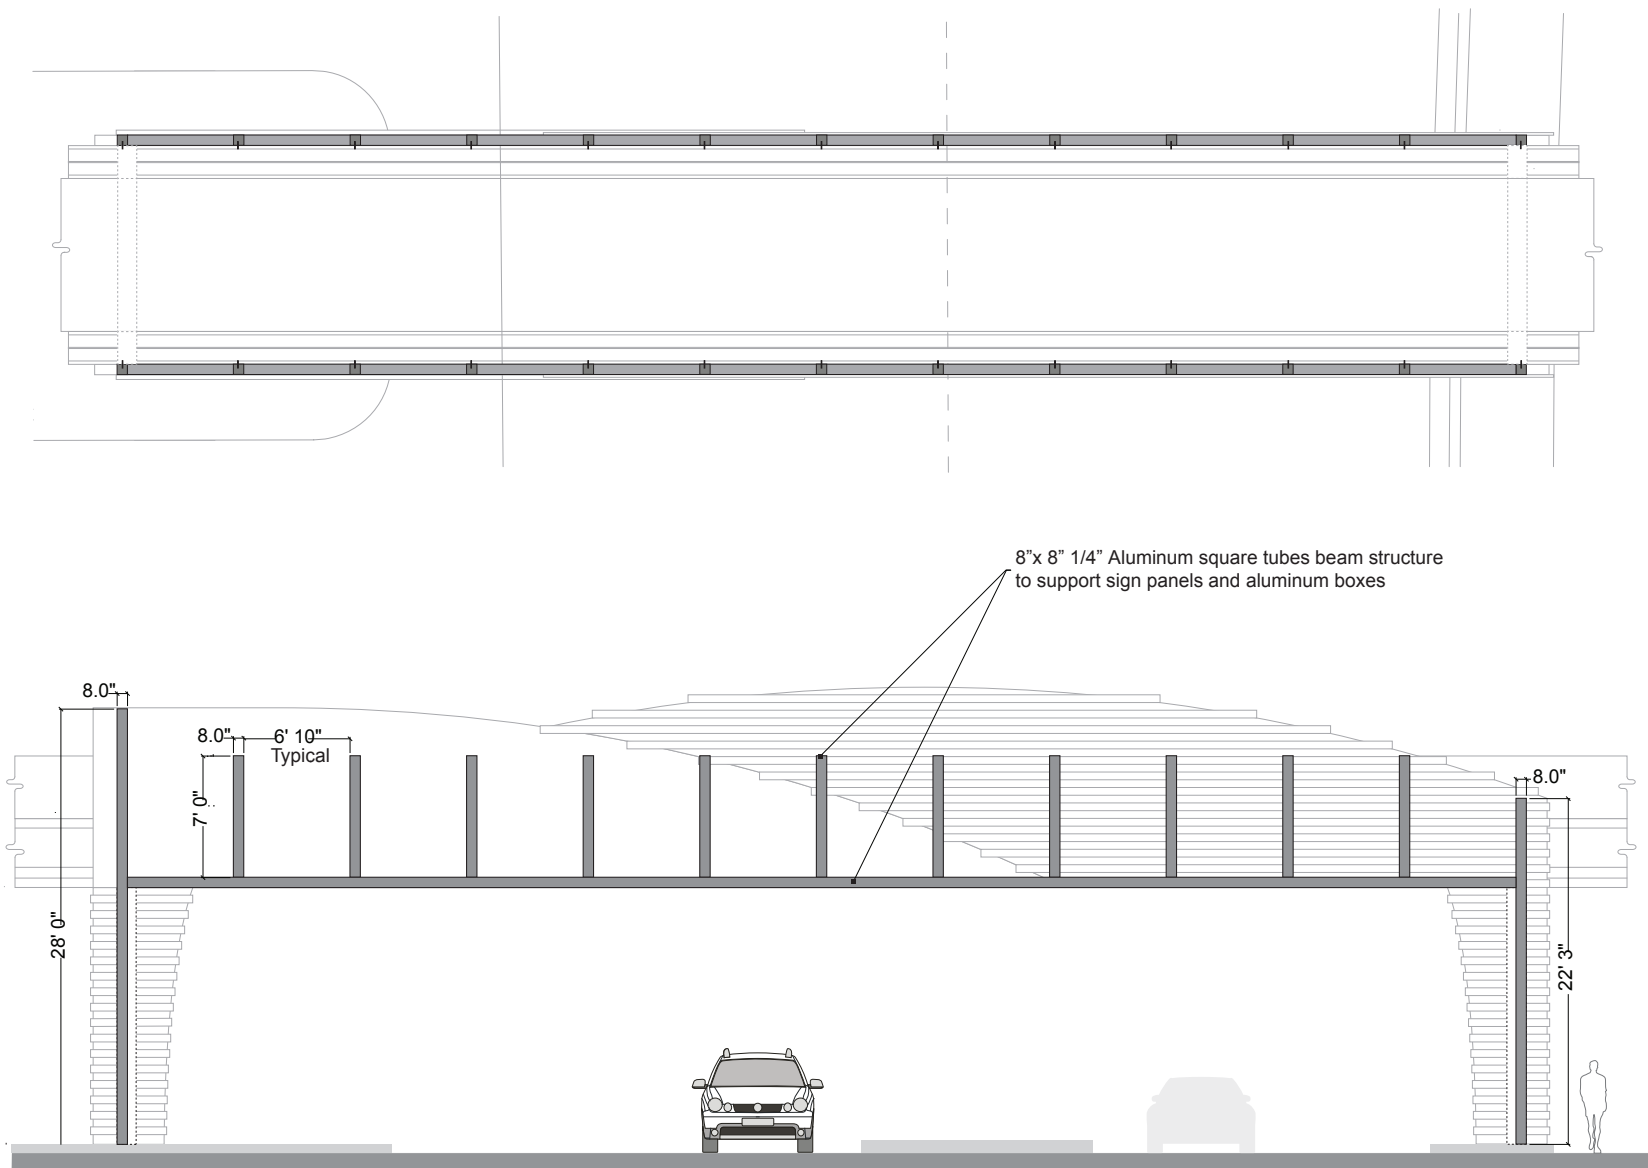 8”x 8” 1/4” Aluminum square tubes beam structure
to support sign panels and aluminum boxes
8.0"
8.0"
6' 10"
Typical
7' 0"
8.0"
28' 0"
22' 3"